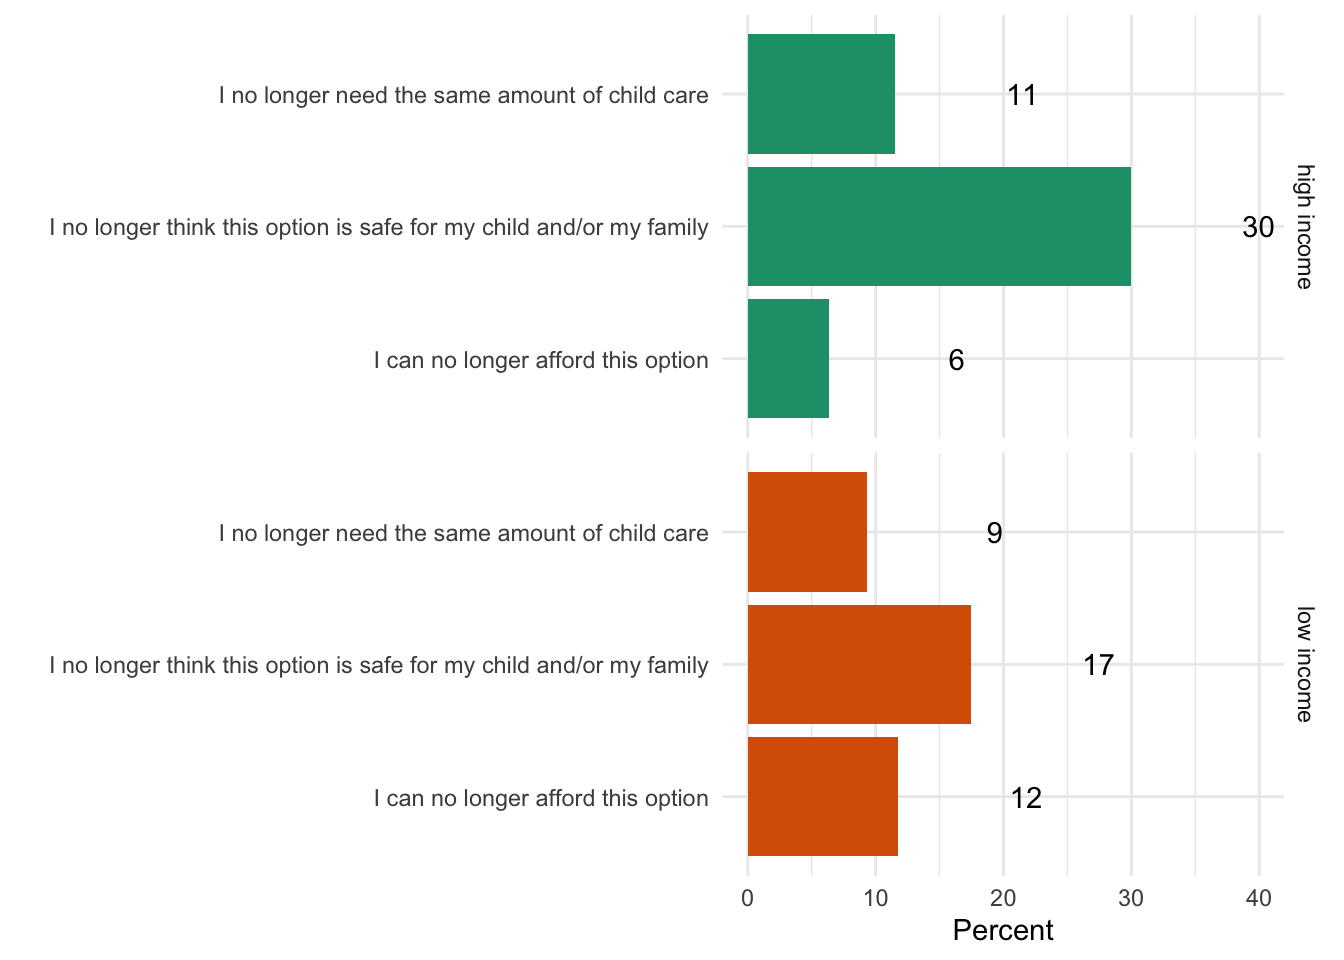 I no longer need the same amount of child care
11
I no longer think this option is safe for my child and/or my family
30
I can no longer afford this option
6
high income
I no longer need the same amount of child care
9
I no longer think this option is safe for my child and/or my family
17
I can no longer afford this option
12
low income
0 10 20 30 40
Percent